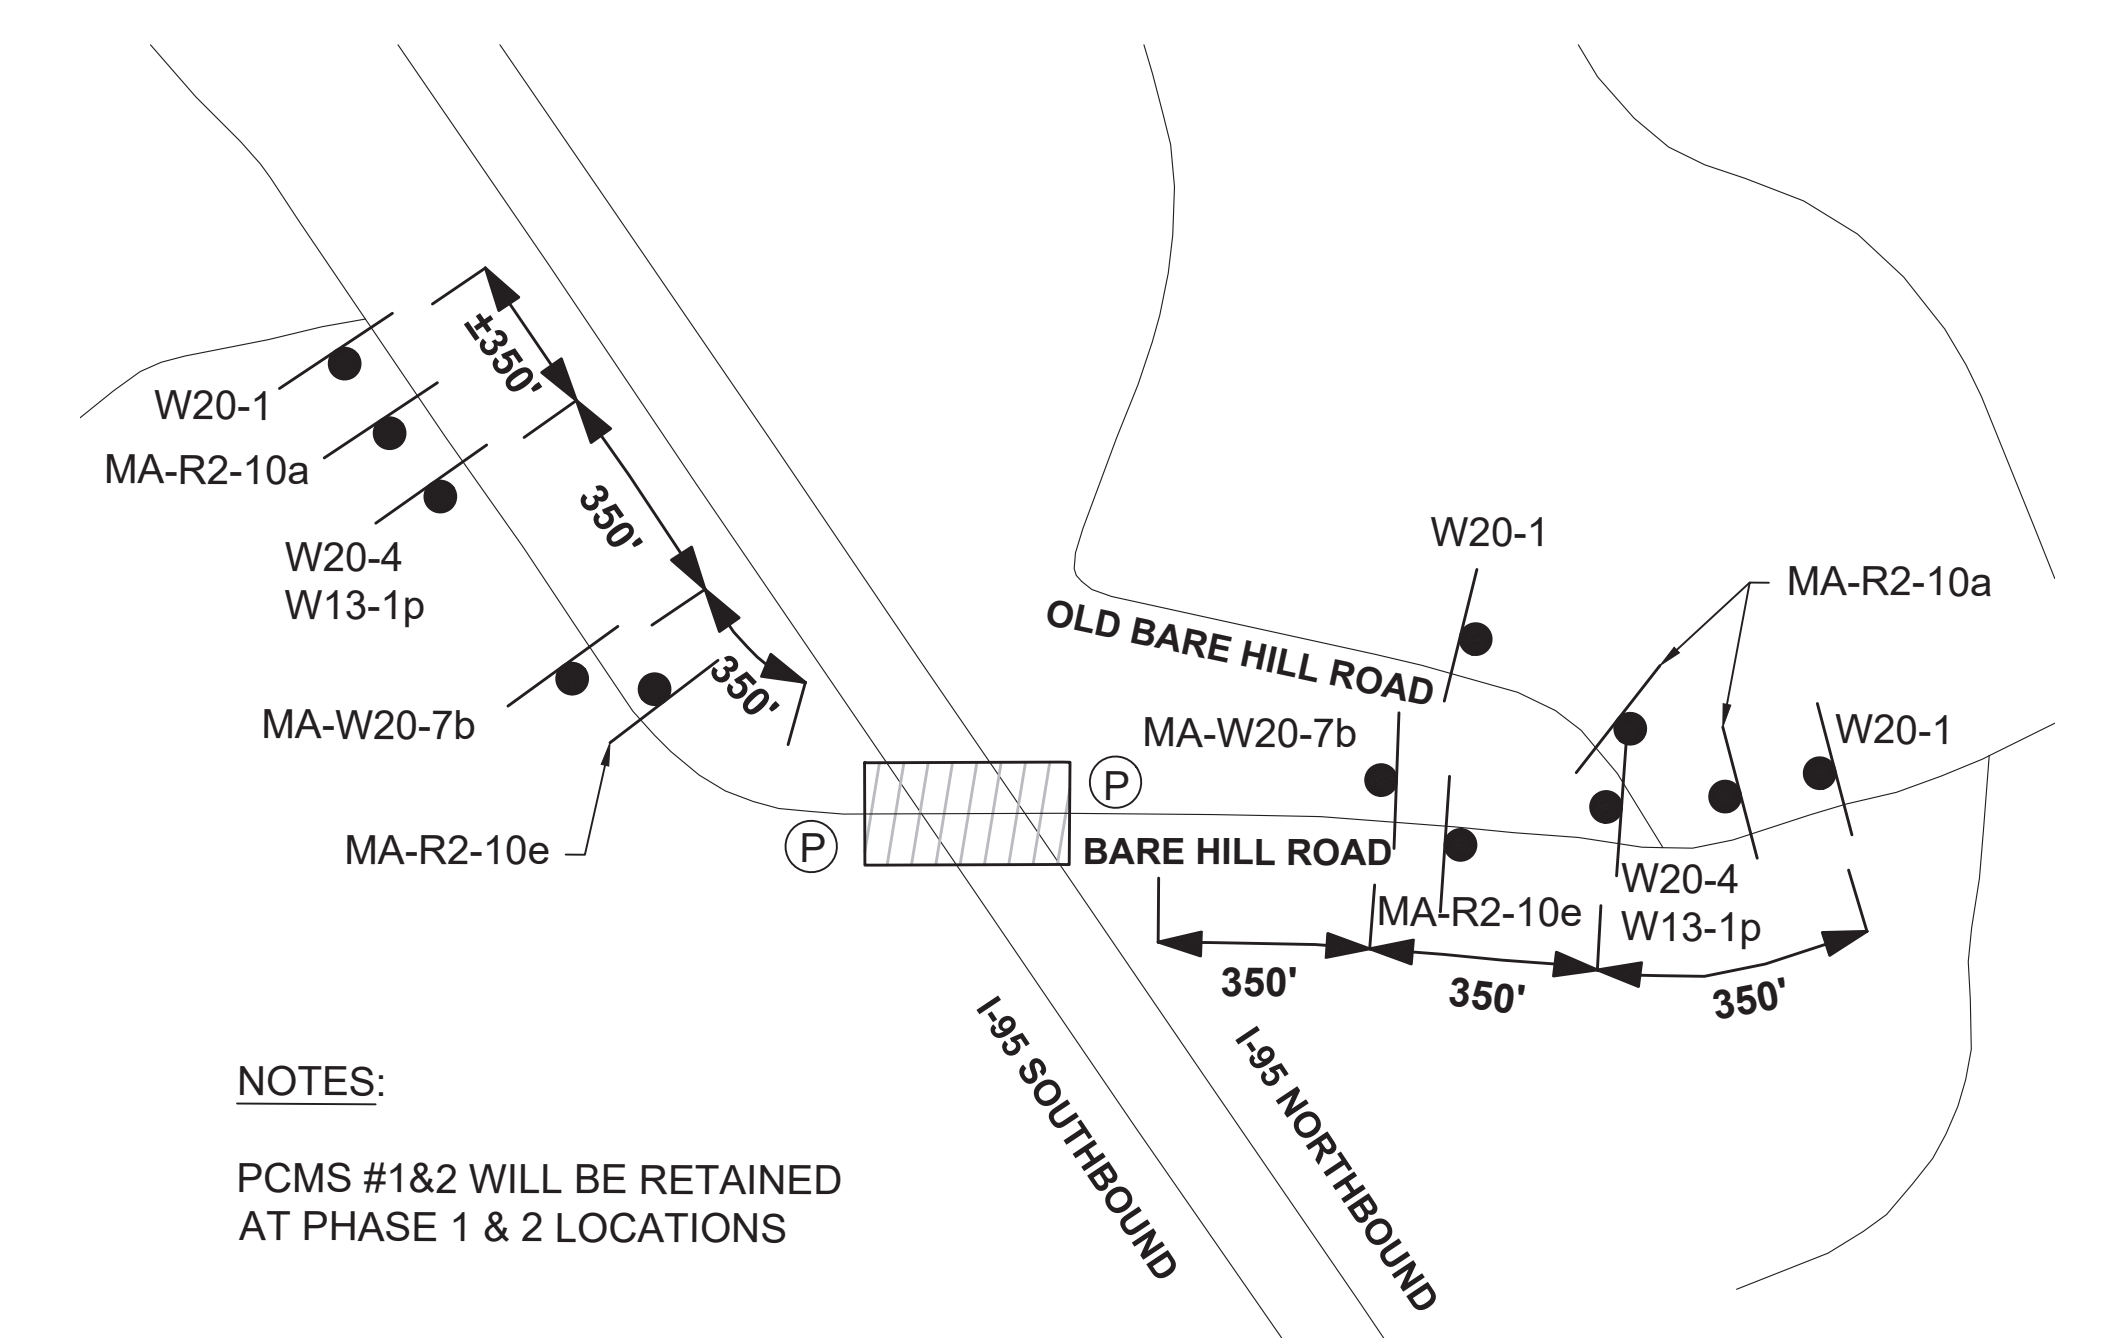 ±350'
W20-1
MA-R2-10a
350'
W20-4
W13-1p
350'
MA-W20-7b
MA-R2-10e
P
P
OLD BARE HILL ROAD
W20-1
MA-R2-10a
MA-W20-7b
W20-1
BARE HILL ROAD
MA-R2-10e
W20-4
W13-1p
350'
350'
350'
I-95 SOUTHBOUND
I-95 NORTHBOUND
NOTES:
PCMS #1&2 WILL BE RETAINED
AT PHASE 1 & 2 LOCATIONS